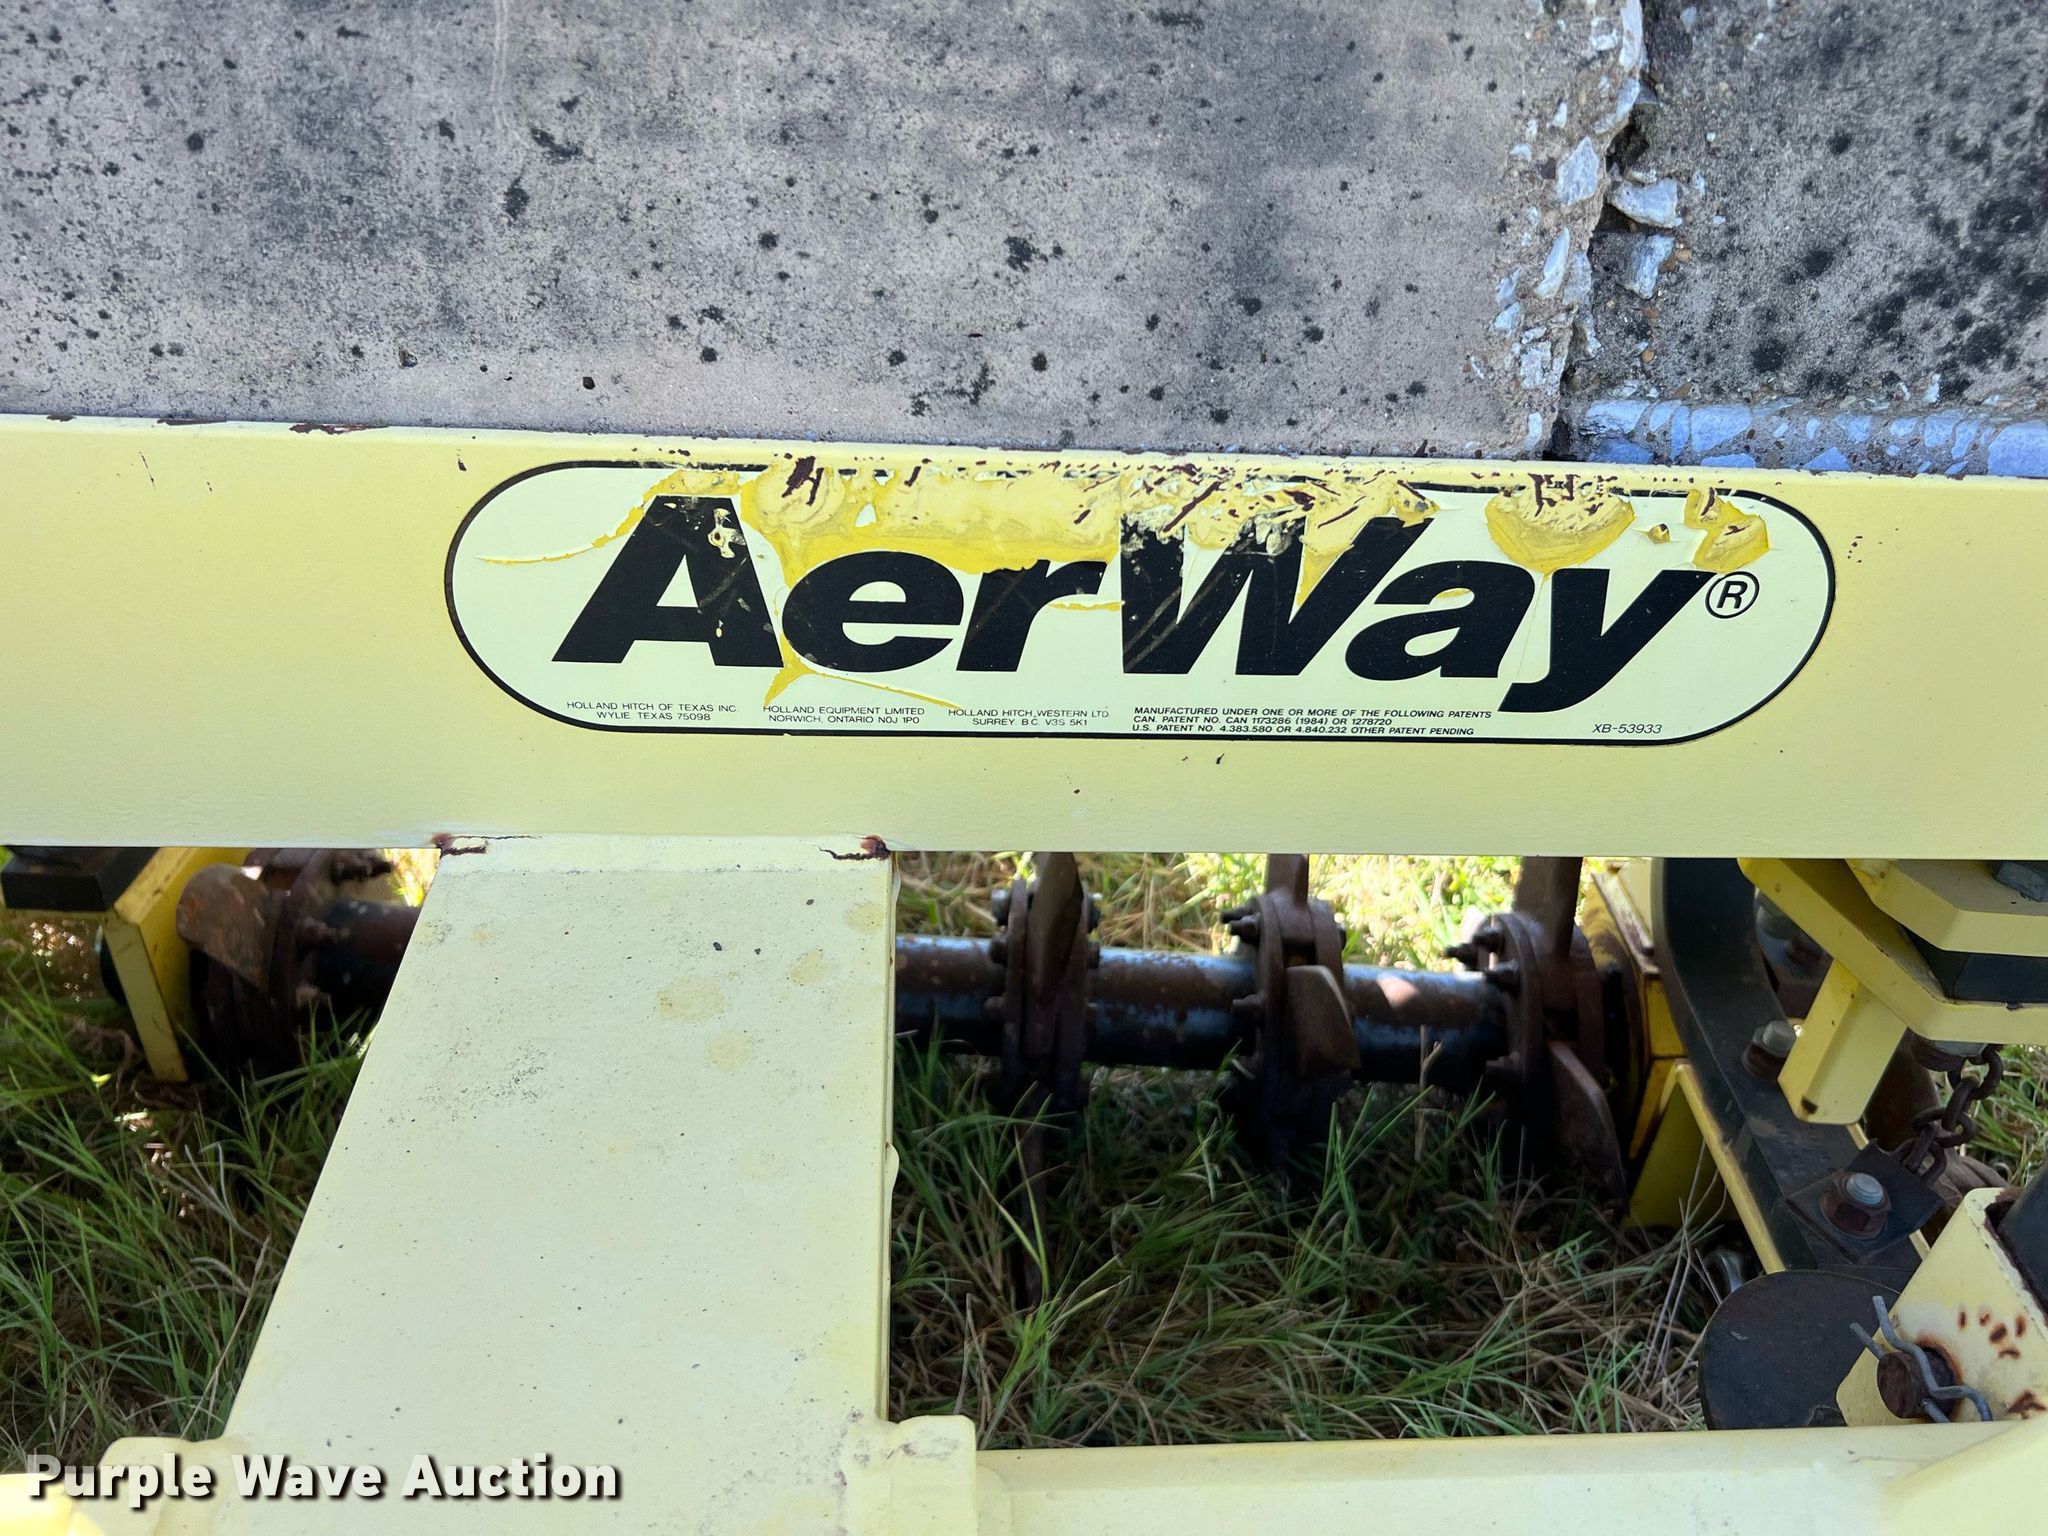 AerWay®
HOLLAND HITCH OF TEXAS INC.
WYLIE, TEXAS 75098
HOLLAND EQUIPMENT LIMITED
NORWICH, ONTARIO N0J 1P0
HOLLAND HITCH, WESTERN LTD.
SURREY. B.C. V3S 5K1
MANUFACTURED UNDER ONE OR MORE OF THE FOLLOWING PATENTS
CAN. PATENT NO. CAN 1173286 (1984) OR 1278720
U.S. PATENT NO. 4.383.580 OR 4.840.232 OTHER PATENT PENDING
XB-53933
Purple Wave Auction